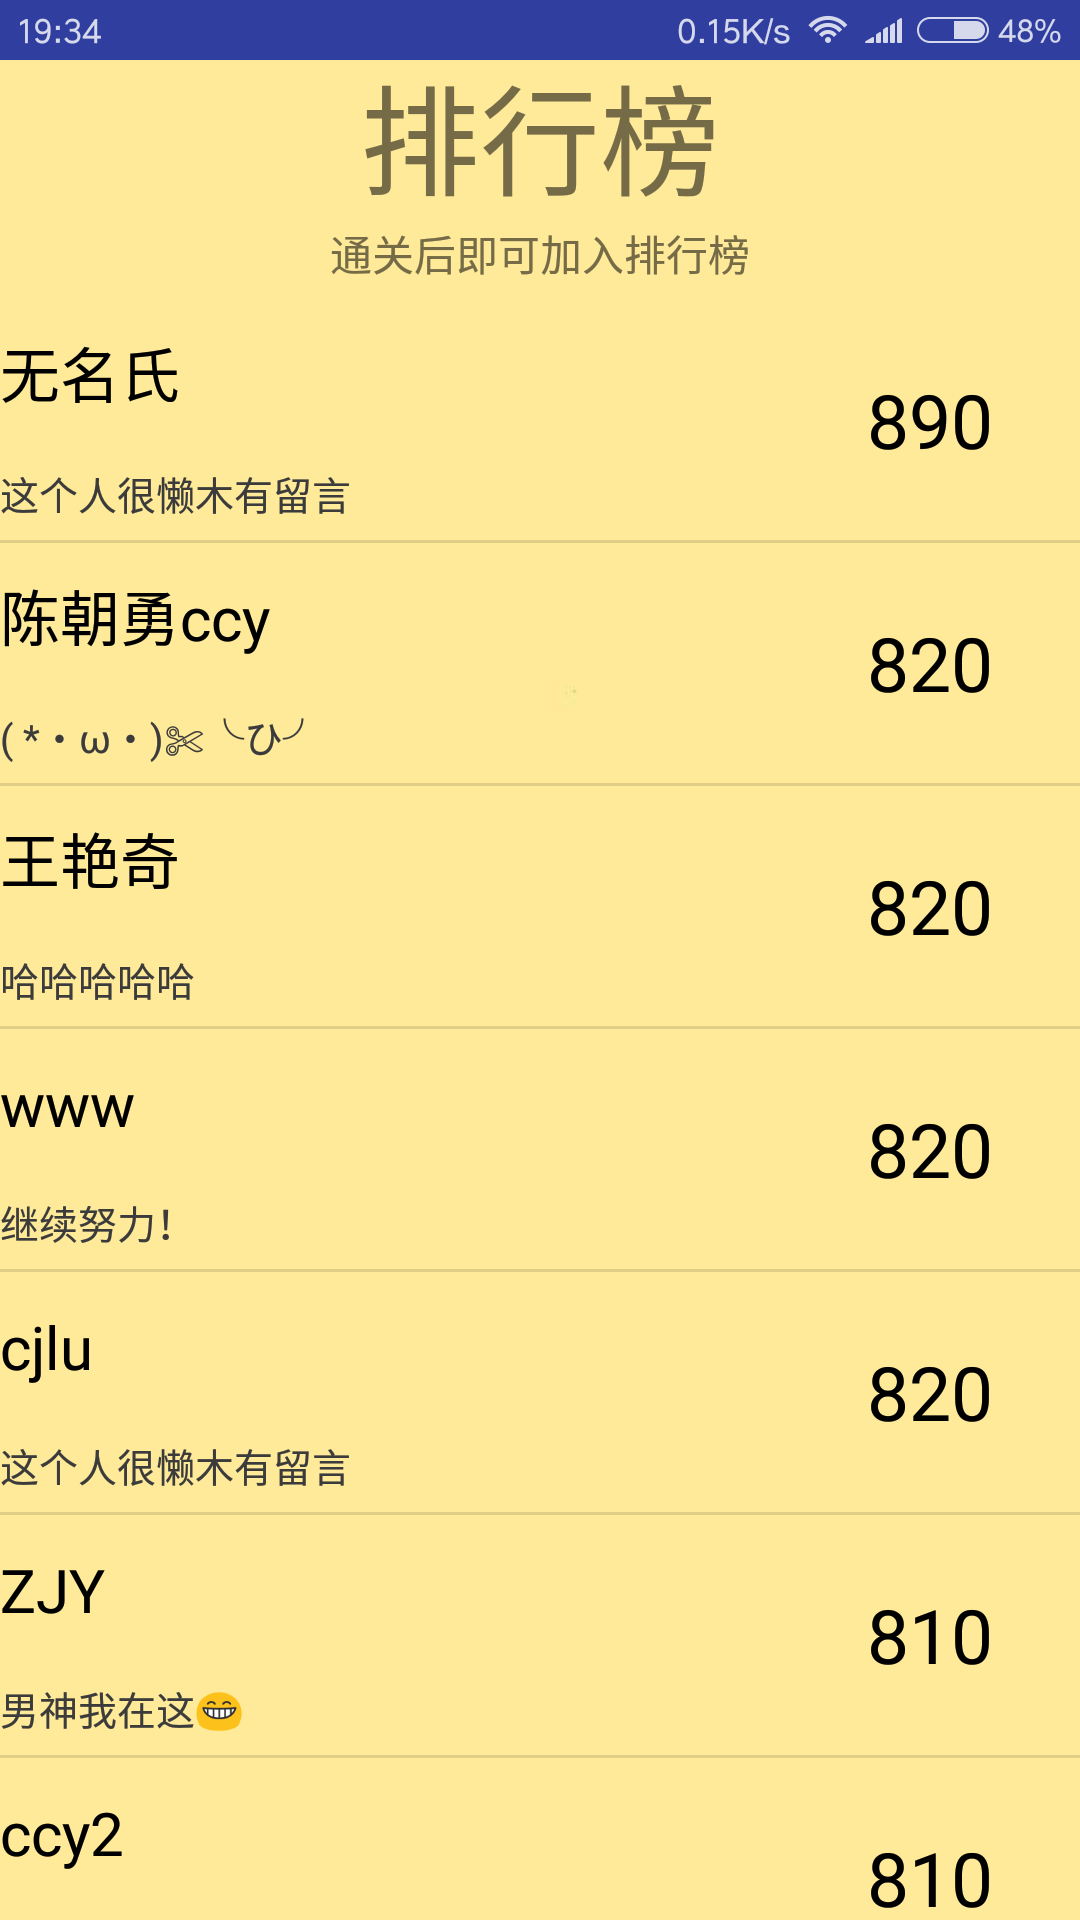 19:34 0.15K/s 48%
排行榜
通关后即可加入排行榜
无名氏
890
这个人很懒木有留言
陈朝勇ccy
820
(*・ω・)✄╰ひ╯
王艳奇
820
哈哈哈哈哈
www
820
继续努力！
cjlu
820
这个人很懒木有留言
ZJY
810
男神我在这😁
ccy2
810